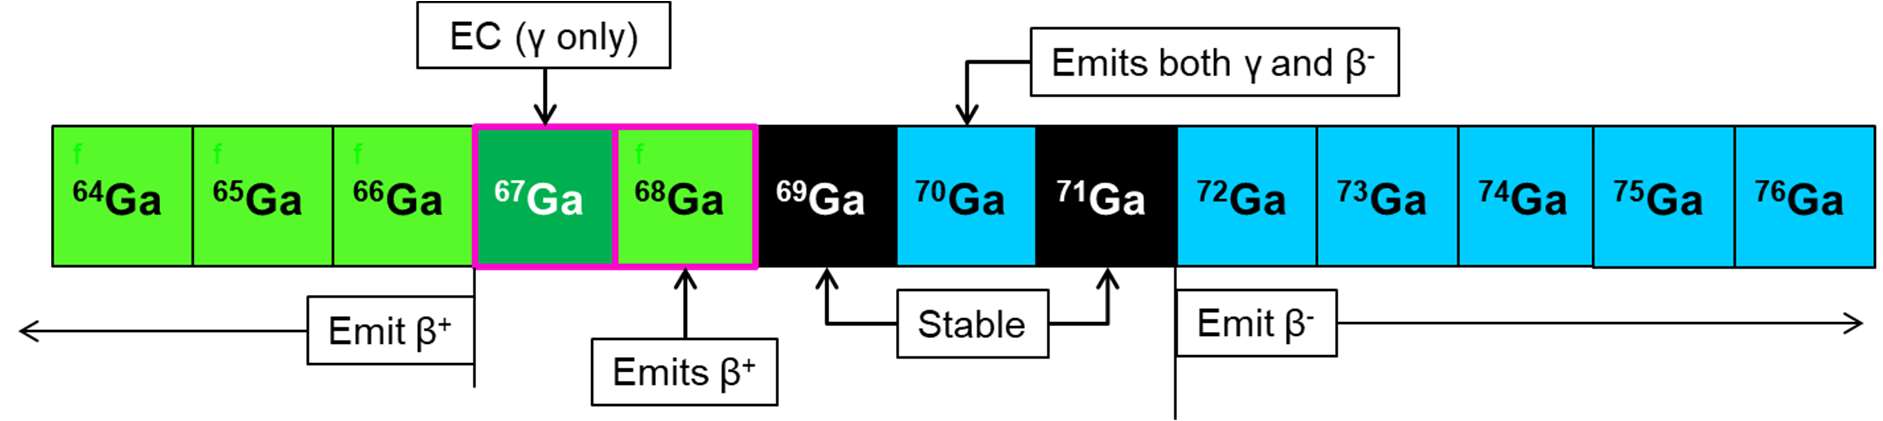 EC (γ only)
Emits both γ and β⁻
f f f f
⁶⁴Ga ⁶⁵Ga ⁶⁶Ga ⁶⁷Ga ⁶⁸Ga ⁶⁹Ga ⁷⁰Ga ⁷¹Ga ⁷²Ga ⁷³Ga ⁷⁴Ga ⁷⁵Ga ⁷⁶Ga
Emit β⁺
Emits β⁺
Stable
Emit β⁻